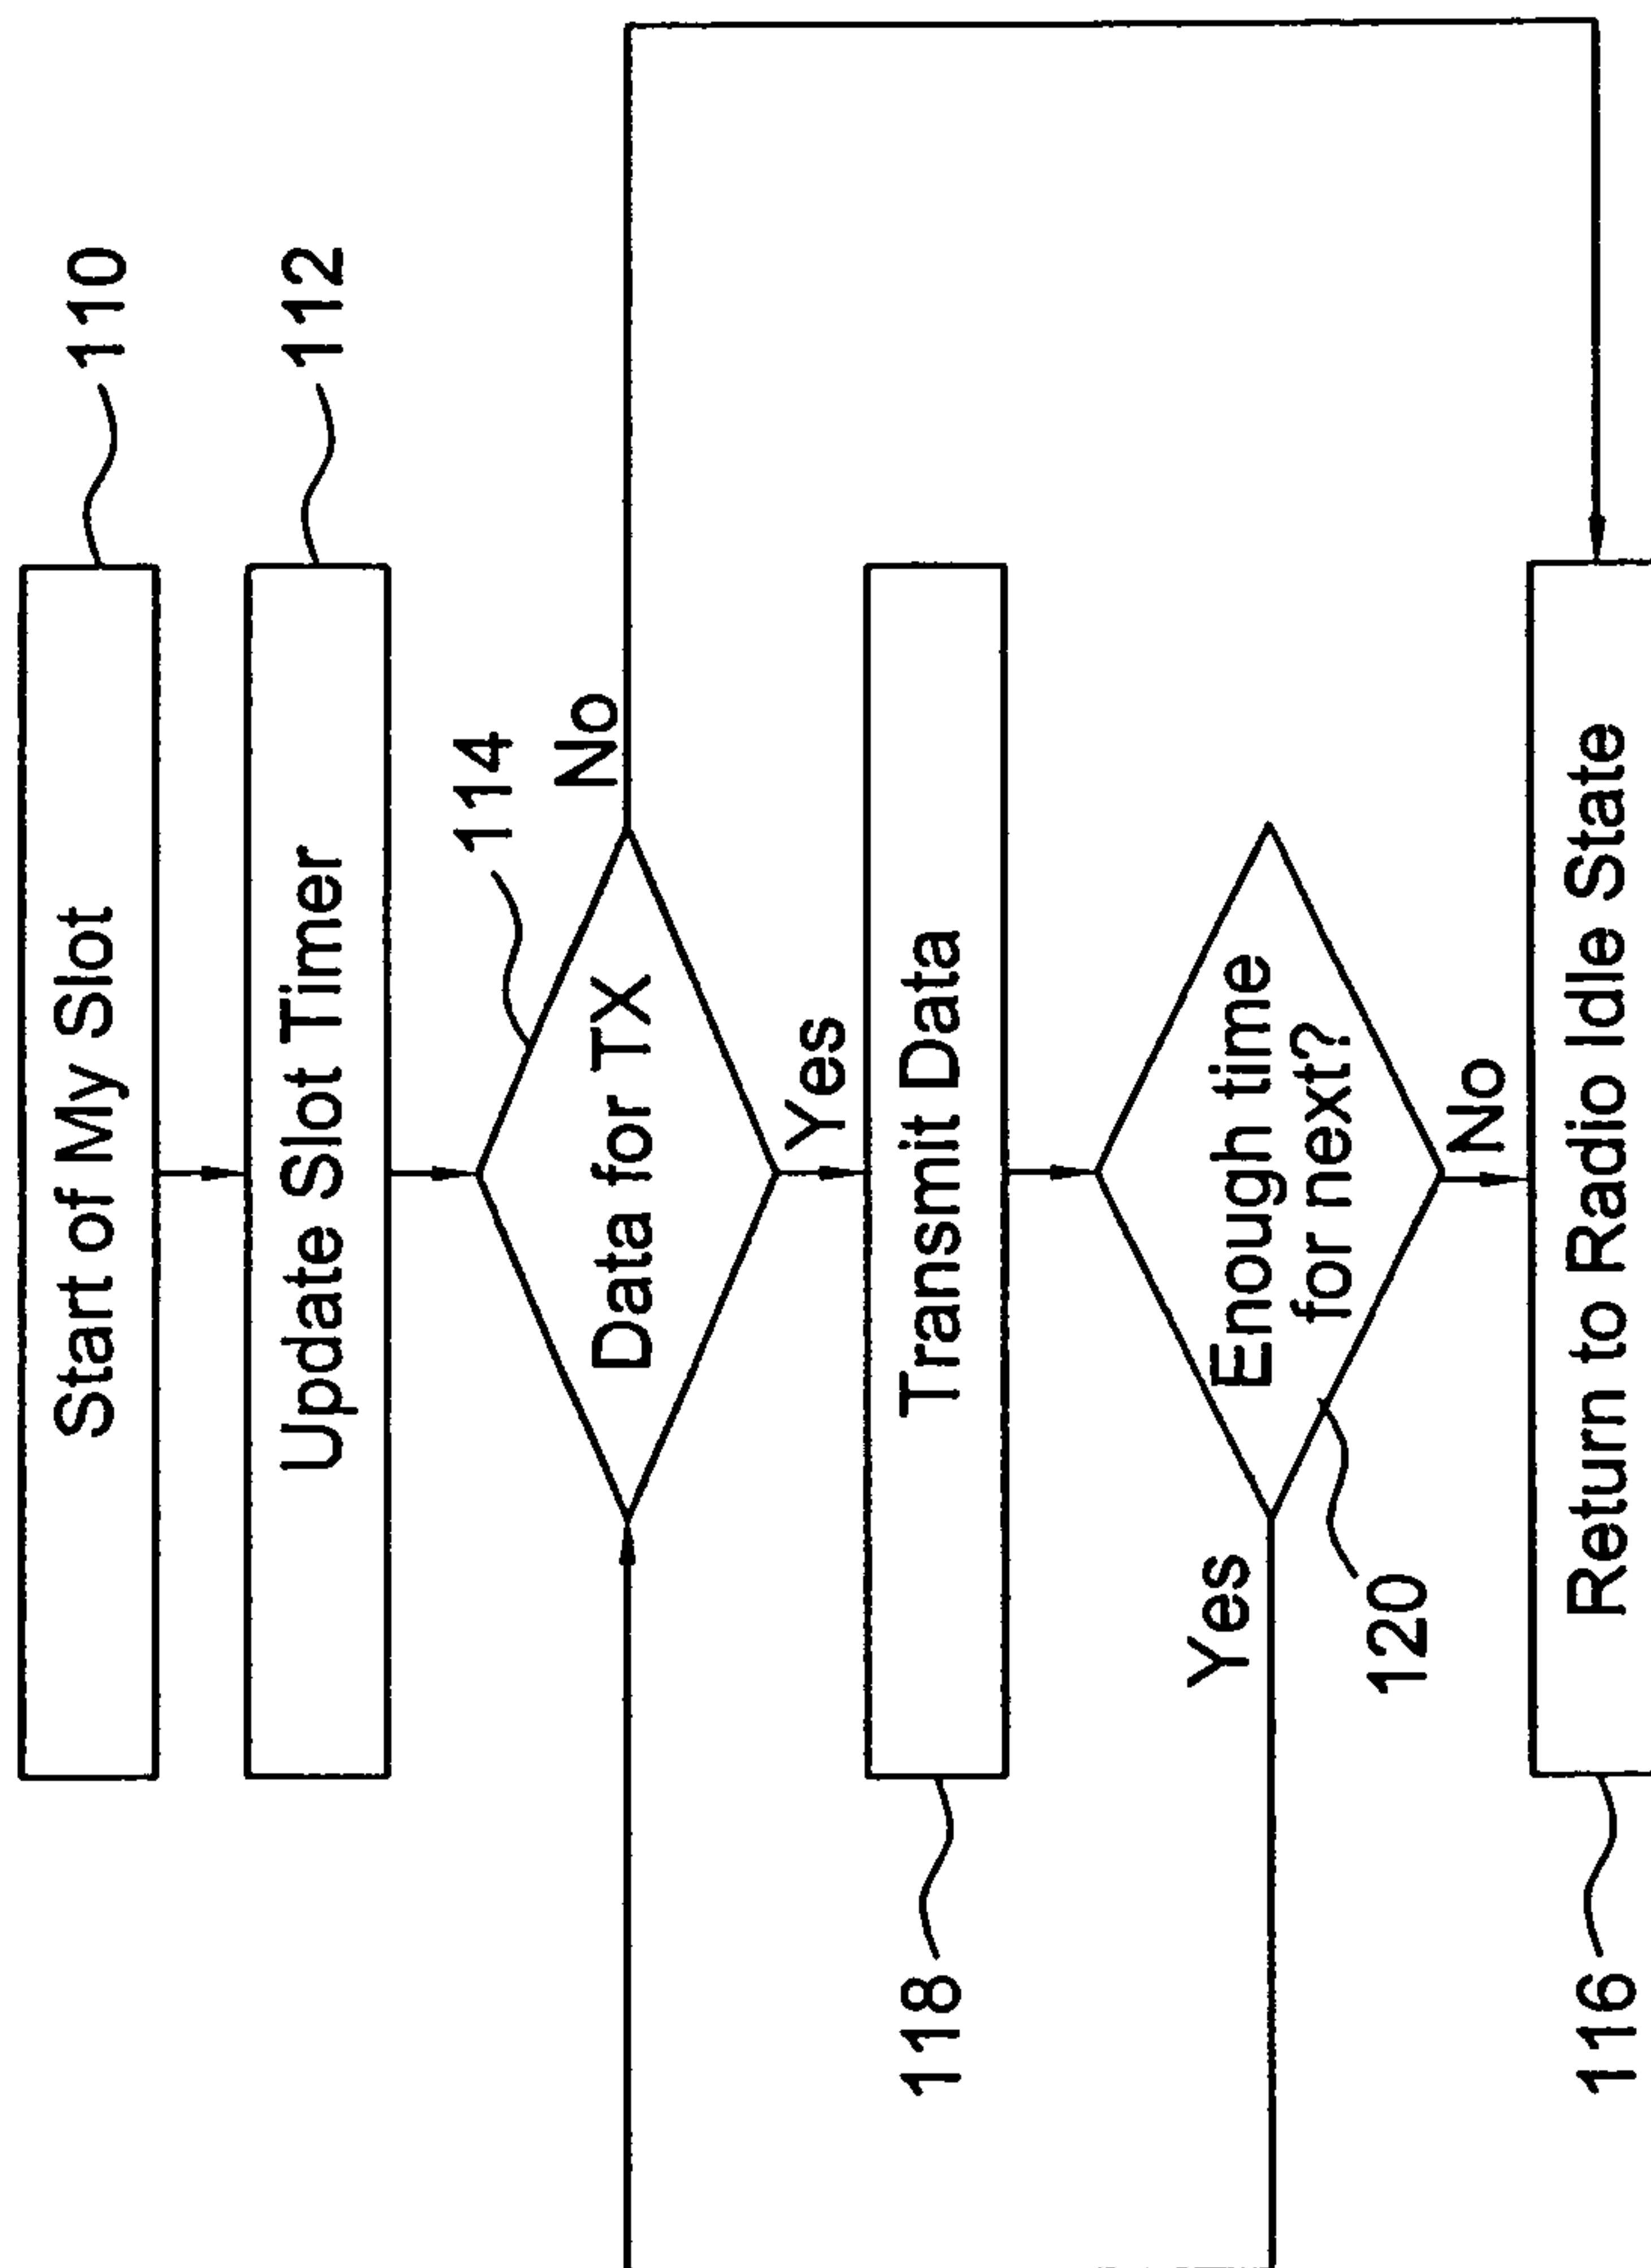 Start of My Slot
110
Update Slot Timer
112
114
Data for TX
No
Yes
Transmit Data
118
Enough time
for next?
Yes
120
No
Return to Radio Idle State
116